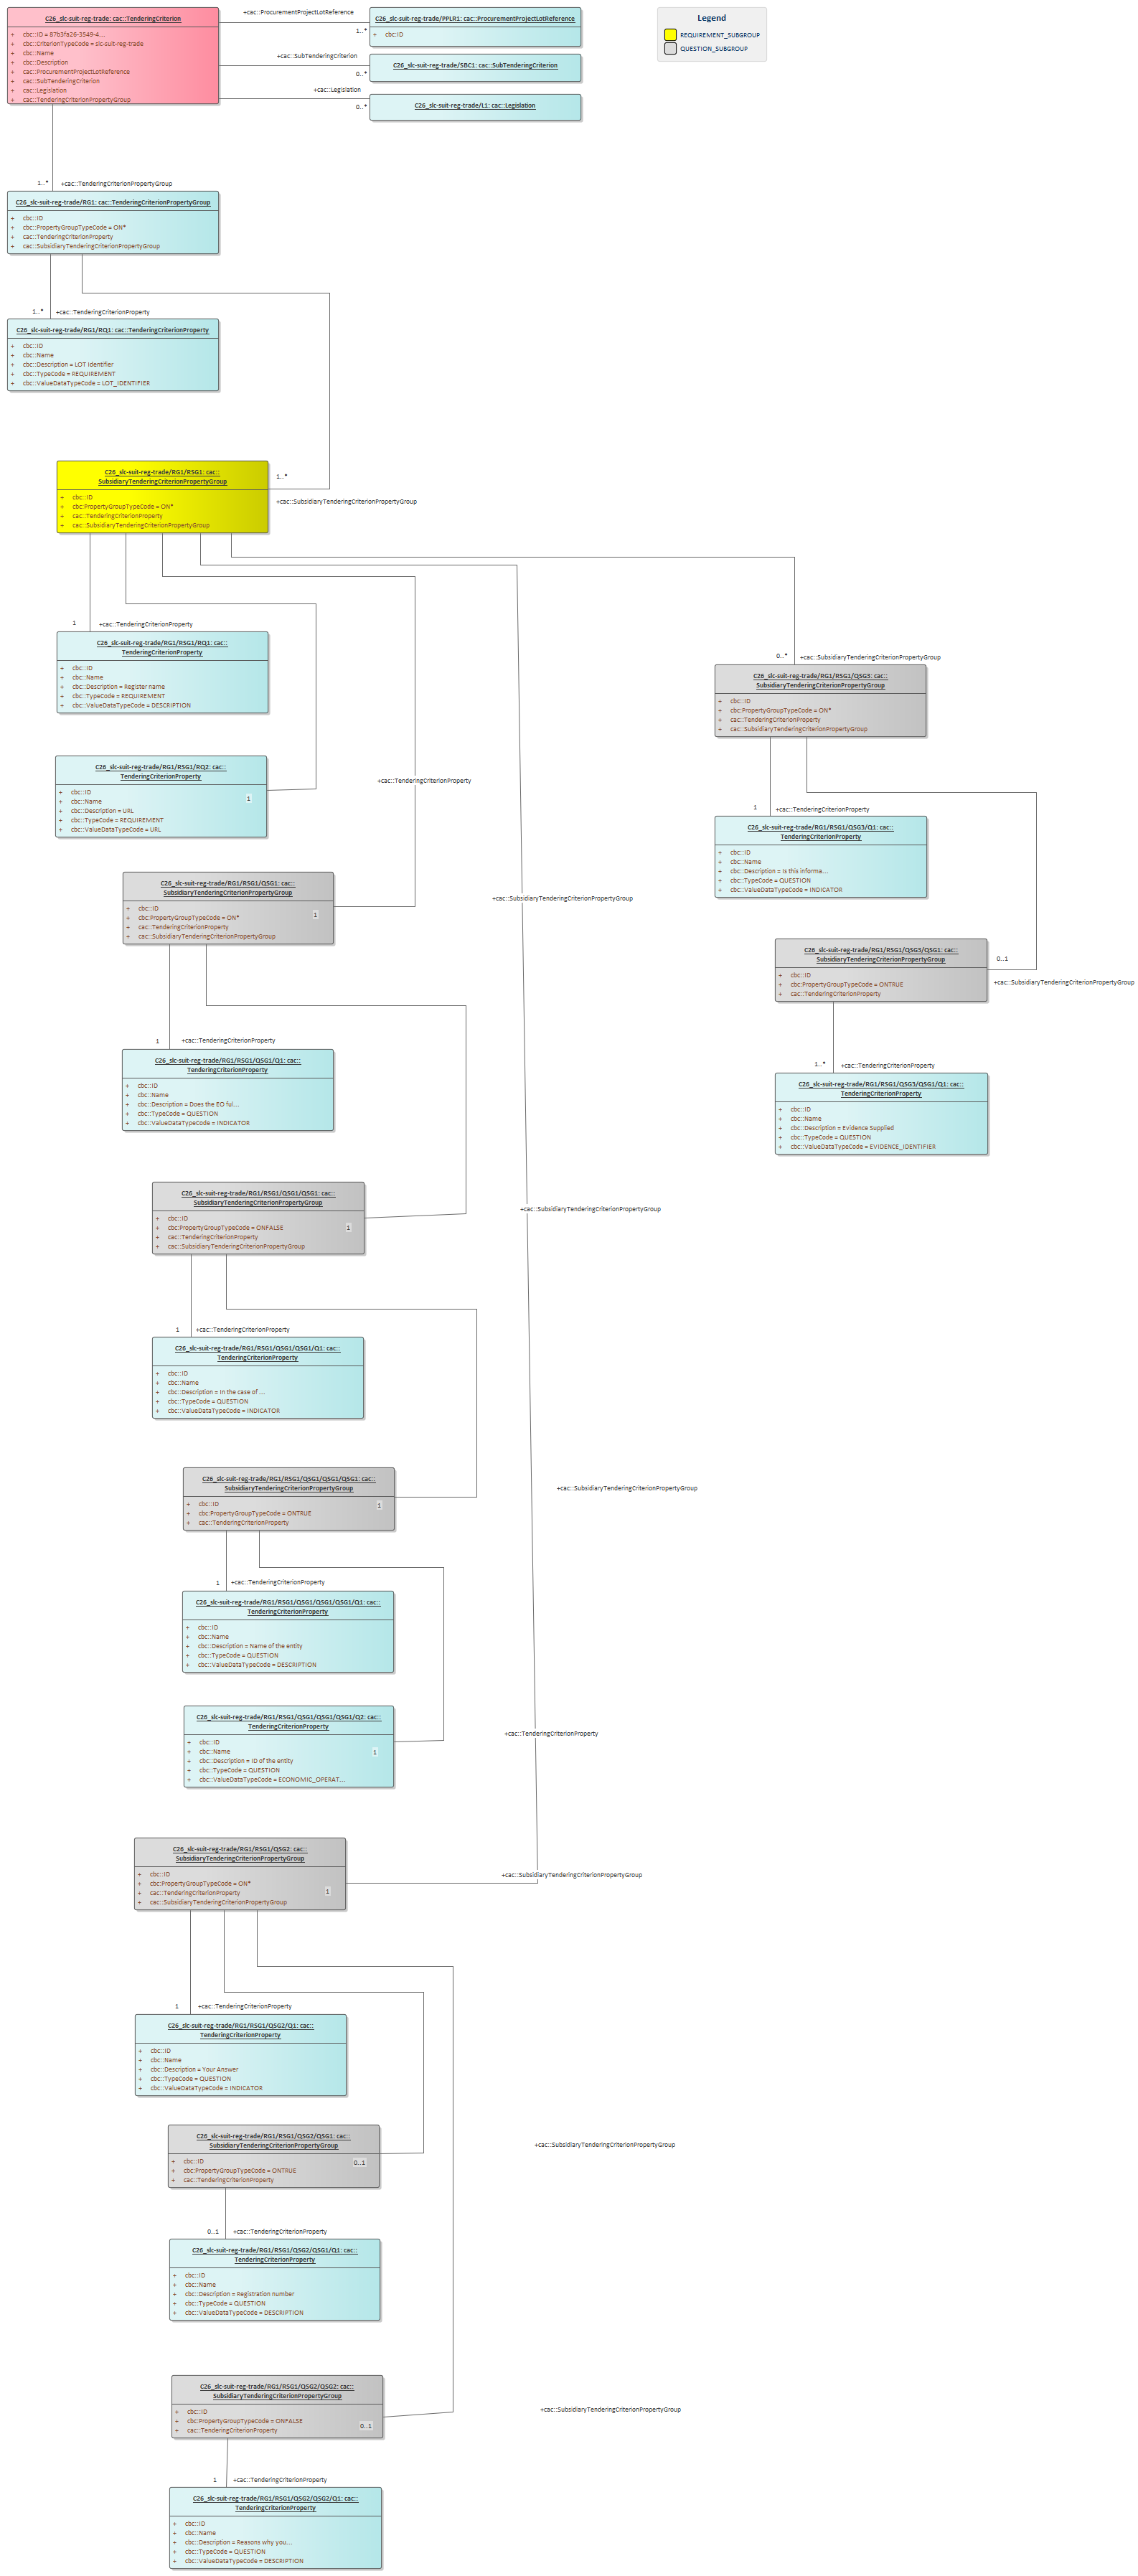 C26_slc-suit-reg-trade: cac::TenderingCriterion
+ cbc::ID = 87b3fa26-3549-4...
+ cbc::CriterionTypeCode = slc-suit-reg-trade
+ cbc::Name
+ cbc::Description
+ cac::ProcurementProjectLotReference
+ cac::SubTenderingCriterion
+ cac::Legislation
+ cac::TenderingCriterionPropertyGroup
+cac::ProcurementProjectLotReference
1..*
C26_slc-suit-reg-trade/PPLR1: cac::ProcurementProjectLotReference
+ cbc:ID
+cac::SubTenderingCriterion
0..*
C26_slc-suit-reg-trade/SBC1: cac::SubTenderingCriterion
+cac::Legislation
0..*
C26_slc-suit-reg-trade/L1: cac::Legislation
Legend
REQUIREMENT_SUBGROUP
QUESTION_SUBGROUP
1..* +cac::TenderingCriterionPropertyGroup
C26_slc-suit-reg-trade/RG1: cac::TenderingCriterionPropertyGroup
+ cbc::ID
+ cbc::PropertyGroupTypeCode = ON*
+ cac::TenderingCriterionProperty
+ cac::SubsidiaryTenderingCriterionPropertyGroup
1..* +cac::TenderingCriterionProperty
C26_slc-suit-reg-trade/RG1/RQ1: cac::TenderingCriterionProperty
+ cbc::ID
+ cbc::Name
+ cbc::Description = LOT Identifier
+ cbc::TypeCode = REQUIREMENT
+ cbc::ValueDataTypeCode = LOT_IDENTIFIER
C26_slc-suit-reg-trade/RG1/RSG1: cac::
SubsidiaryTenderingCriterionPropertyGroup
+ cbc::ID
+ cbc:PropertyGroupTypeCode = ON*
+ cac::TenderingCriterionProperty
+ cac::SubsidiaryTenderingCriterionPropertyGroup
1..*
+cac::SubsidiaryTenderingCriterionPropertyGroup
1 +cac::TenderingCriterionProperty
C26_slc-suit-reg-trade/RG1/RSG1/RQ1: cac::
TenderingCriterionProperty
+ cbc::ID
+ cbc::Name
+ cbc::Description = Register name
+ cbc::TypeCode = REQUIREMENT
+ cbc::ValueDataTypeCode = DESCRIPTION
0..* +cac::SubsidiaryTenderingCriterionPropertyGroup
C26_slc-suit-reg-trade/RG1/RSG1/QSG3: cac::
SubsidiaryTenderingCriterionPropertyGroup
+ cbc::ID
+ cbc:PropertyGroupTypeCode = ON*
+ cac::TenderingCriterionProperty
+ cac::SubsidiaryTenderingCriterionPropertyGroup
C26_slc-suit-reg-trade/RG1/RSG1/RQ2: cac::
TenderingCriterionProperty
+ cbc::ID
+ cbc::Name
+ cbc::Description = URL
+ cbc::TypeCode = REQUIREMENT
+ cbc::ValueDataTypeCode = URL
1
+cac::TenderingCriterionProperty
1 +cac::TenderingCriterionProperty
C26_slc-suit-reg-trade/RG1/RSG1/QSG3/Q1: cac::
TenderingCriterionProperty
+ cbc::ID
+ cbc::Name
+ cbc::Description = Is this informa...
+ cbc::TypeCode = QUESTION
+ cbc::ValueDataTypeCode = INDICATOR
C26_slc-suit-reg-trade/RG1/RSG1/QSG1: cac::
SubsidiaryTenderingCriterionPropertyGroup
+ cbc::ID
+ cbc:PropertyGroupTypeCode = ON*
+ cac::TenderingCriterionProperty
+ cac::SubsidiaryTenderingCriterionPropertyGroup
1
+cac::SubsidiaryTenderingCriterionPropertyGroup
C26_slc-suit-reg-trade/RG1/RSG1/QSG3/QSG1: cac::
SubsidiaryTenderingCriterionPropertyGroup
+ cbc::ID
+ cbc:PropertyGroupTypeCode = ONTRUE
+ cac::TenderingCriterionProperty
0..1
+cac::SubsidiaryTenderingCriterionPropertyGroup
1 +cac::TenderingCriterionProperty
C26_slc-suit-reg-trade/RG1/RSG1/QSG1/Q1: cac::
TenderingCriterionProperty
+ cbc::ID
+ cbc::Name
+ cbc::Description = Does the EO ful...
+ cbc::TypeCode = QUESTION
+ cbc::ValueDataTypeCode = INDICATOR
1..* +cac::TenderingCriterionProperty
C26_slc-suit-reg-trade/RG1/RSG1/QSG3/QSG1/Q1: cac::
TenderingCriterionProperty
+ cbc::ID
+ cbc::Name
+ cbc::Description = Evidence Supplied
+ cbc::TypeCode = QUESTION
+ cbc::ValueDataTypeCode = EVIDENCE_IDENTIFIER
C26_slc-suit-reg-trade/RG1/RSG1/QSG1/QSG1: cac::
SubsidiaryTenderingCriterionPropertyGroup
+ cbc::ID
+ cbc:PropertyGroupTypeCode = ONFALSE
+ cac::TenderingCriterionProperty
+ cac::SubsidiaryTenderingCriterionPropertyGroup
1
+cac::SubsidiaryTenderingCriterionPropertyGroup
1 +cac::TenderingCriterionProperty
C26_slc-suit-reg-trade/RG1/RSG1/QSG1/QSG1/Q1: cac::
TenderingCriterionProperty
+ cbc::ID
+ cbc::Name
+ cbc::Description = In the case of ...
+ cbc::TypeCode = QUESTION
+ cbc::ValueDataTypeCode = INDICATOR
C26_slc-suit-reg-trade/RG1/RSG1/QSG1/QSG1/QSG1: cac::
SubsidiaryTenderingCriterionPropertyGroup
+ cbc::ID
+ cbc:PropertyGroupTypeCode = ONTRUE
+ cac::TenderingCriterionProperty
1
+cac::SubsidiaryTenderingCriterionPropertyGroup
1 +cac::TenderingCriterionProperty
C26_slc-suit-reg-trade/RG1/RSG1/QSG1/QSG1/QSG1/Q1: cac::
TenderingCriterionProperty
+ cbc::ID
+ cbc::Name
+ cbc::Description = Name of the entity
+ cbc::TypeCode = QUESTION
+ cbc::ValueDataTypeCode = DESCRIPTION
C26_slc-suit-reg-trade/RG1/RSG1/QSG1/QSG1/QSG1/Q2: cac::
TenderingCriterionProperty
+ cbc::ID
+ cbc::Name
+ cbc::Description = ID of the entity
+ cbc::TypeCode = QUESTION
+ cbc::ValueDataTypeCode = ECONOMIC_OPERAT...
1
+cac::TenderingCriterionProperty
C26_slc-suit-reg-trade/RG1/RSG1/QSG2: cac::
SubsidiaryTenderingCriterionPropertyGroup
+ cbc::ID
+ cbc:PropertyGroupTypeCode = ON*
+ cac::TenderingCriterionProperty
+ cac::SubsidiaryTenderingCriterionPropertyGroup
1
+cac::SubsidiaryTenderingCriterionPropertyGroup
1 +cac::TenderingCriterionProperty
C26_slc-suit-reg-trade/RG1/RSG1/QSG2/Q1: cac::
TenderingCriterionProperty
+ cbc::ID
+ cbc::Name
+ cbc::Description = Your Answer
+ cbc::TypeCode = QUESTION
+ cbc::ValueDataTypeCode = INDICATOR
C26_slc-suit-reg-trade/RG1/RSG1/QSG2/QSG1: cac::
SubsidiaryTenderingCriterionPropertyGroup
+ cbc::ID
+ cbc:PropertyGroupTypeCode = ONTRUE
+ cac::TenderingCriterionProperty
0..1
+cac::SubsidiaryTenderingCriterionPropertyGroup
0..1 +cac::TenderingCriterionProperty
C26_slc-suit-reg-trade/RG1/RSG1/QSG2/QSG1/Q1: cac::
TenderingCriterionProperty
+ cbc::ID
+ cbc::Name
+ cbc::Description = Registration number
+ cbc::TypeCode = QUESTION
+ cbc::ValueDataTypeCode = DESCRIPTION
C26_slc-suit-reg-trade/RG1/RSG1/QSG2/QSG2: cac::
SubsidiaryTenderingCriterionPropertyGroup
+ cbc::ID
+ cbc:PropertyGroupTypeCode = ONFALSE
+ cac::TenderingCriterionProperty
0..1
+cac::SubsidiaryTenderingCriterionPropertyGroup
1 +cac::TenderingCriterionProperty
C26_slc-suit-reg-trade/RG1/RSG1/QSG2/QSG2/Q1: cac::
TenderingCriterionProperty
+ cbc::ID
+ cbc::Name
+ cbc::Description = Reasons why you...
+ cbc::TypeCode = QUESTION
+ cbc::ValueDataTypeCode = DESCRIPTION